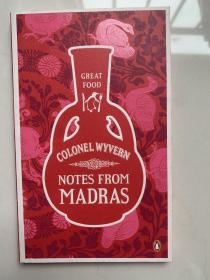 GREAT
FOOD
COLONEL WYVERN
NOTES FROM
MADRAS